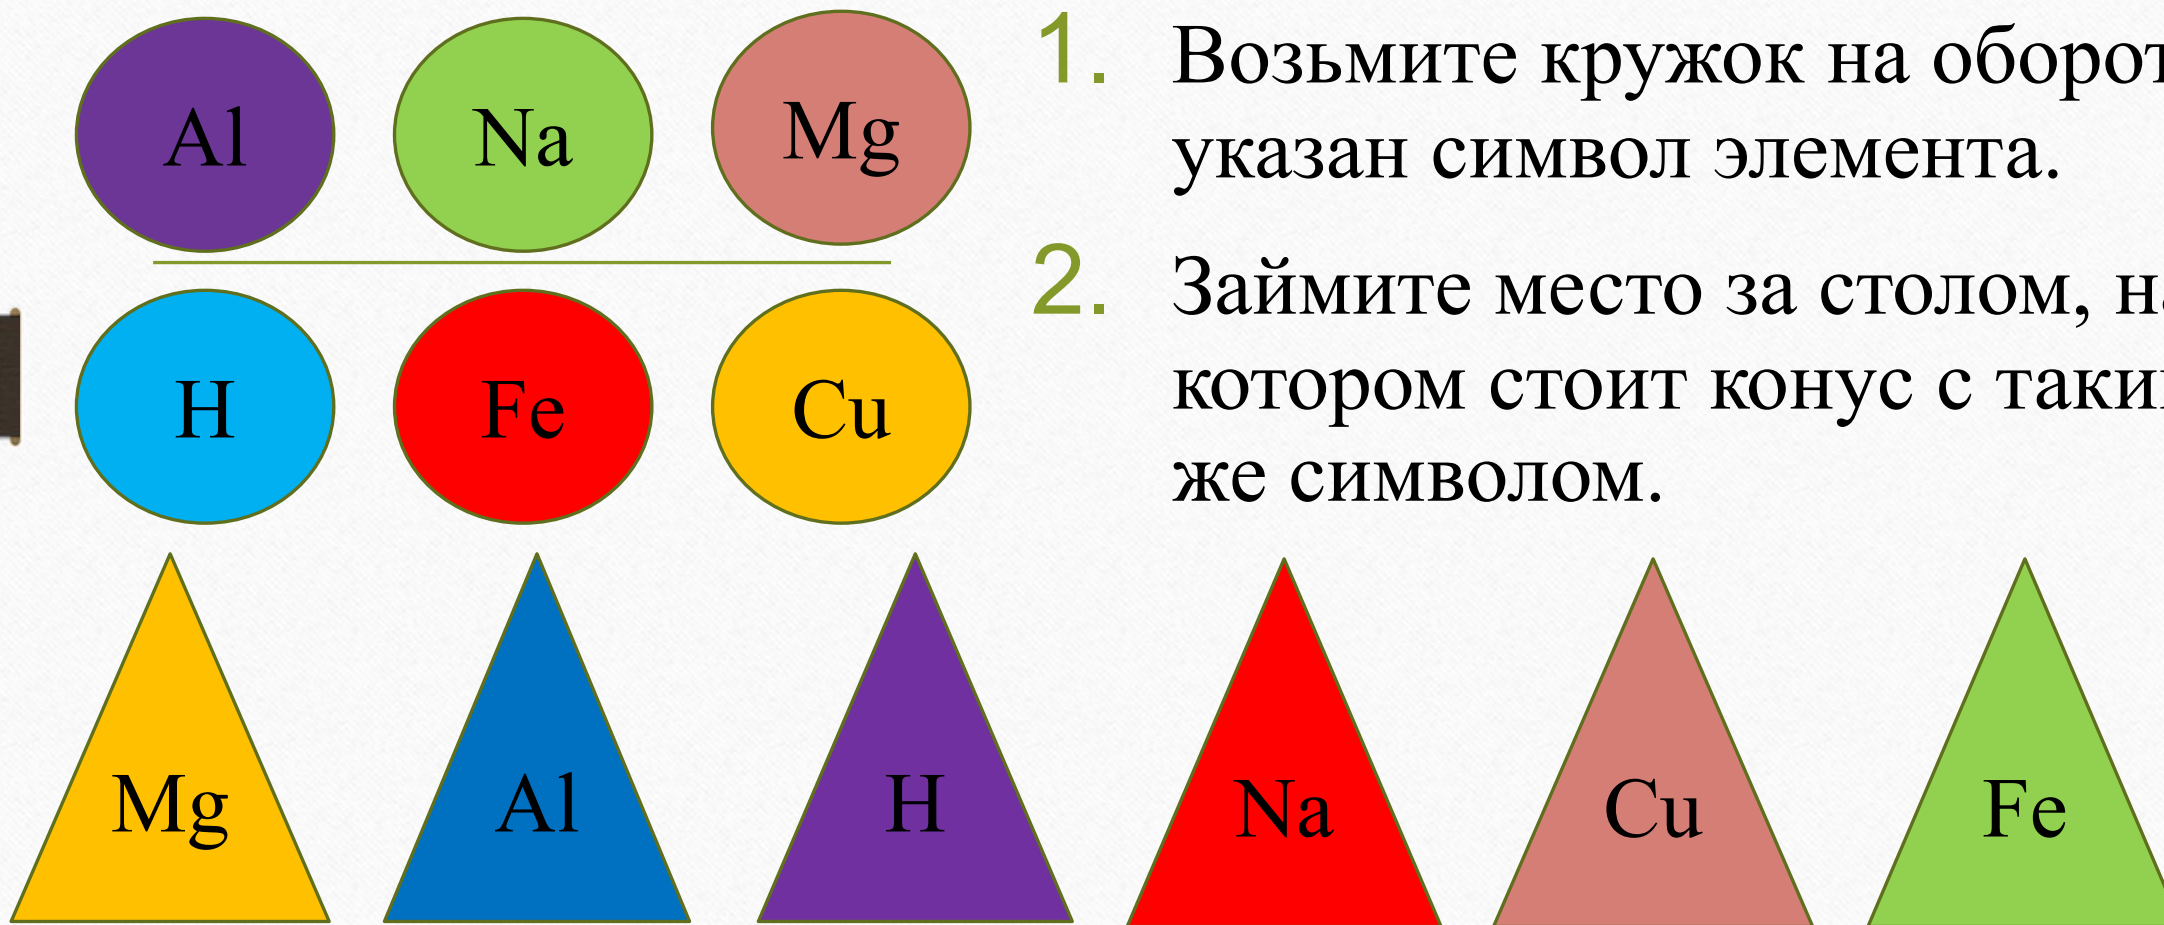 Al Na Mg
H Fe Cu
1. Возьмите кружок на оборот
указан символ элемента.
2. Займите место за столом, на
котором стоит конус с таки
же символом.
Mg Al H Na Cu Fe